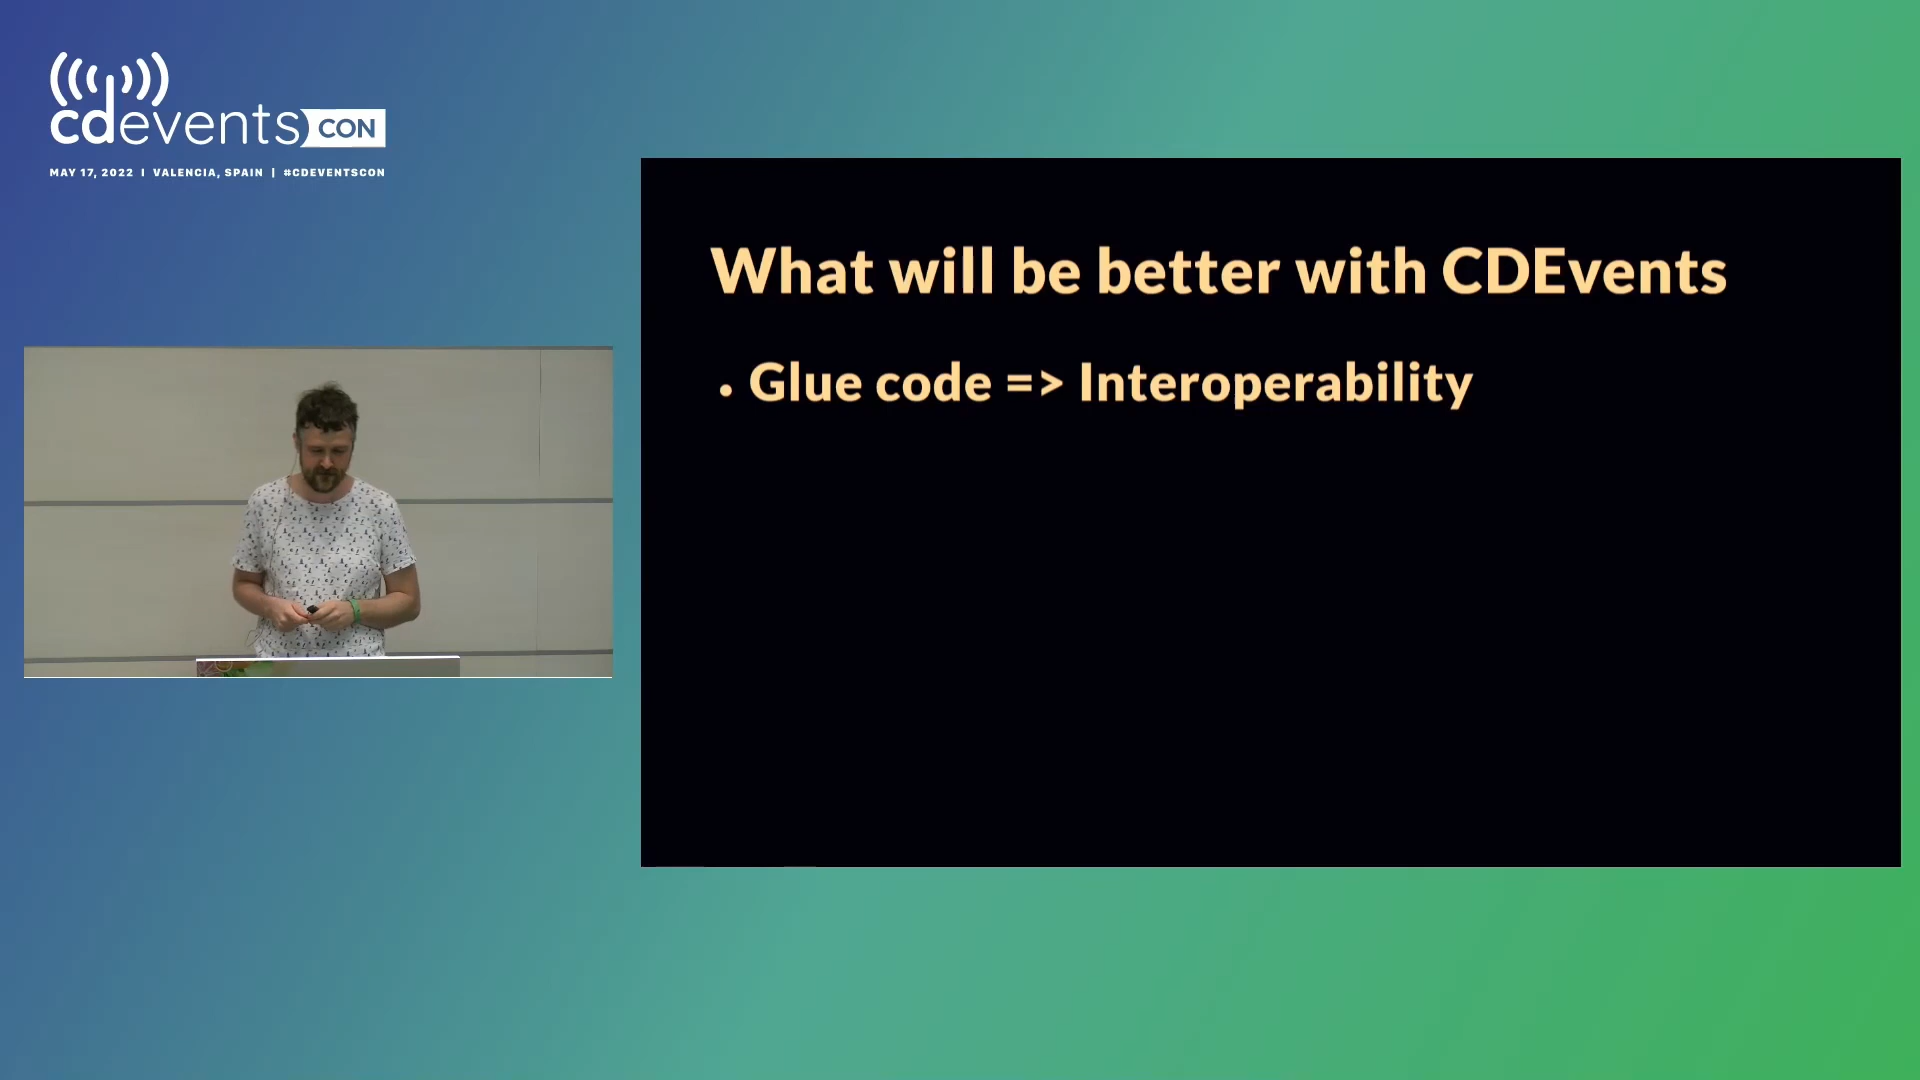 cdevents CON
MAY 17, 2022 | VALENCIA, SPAIN | #CDEVENTSCON
What will be better with CDEvents
• Glue code => Interoperability